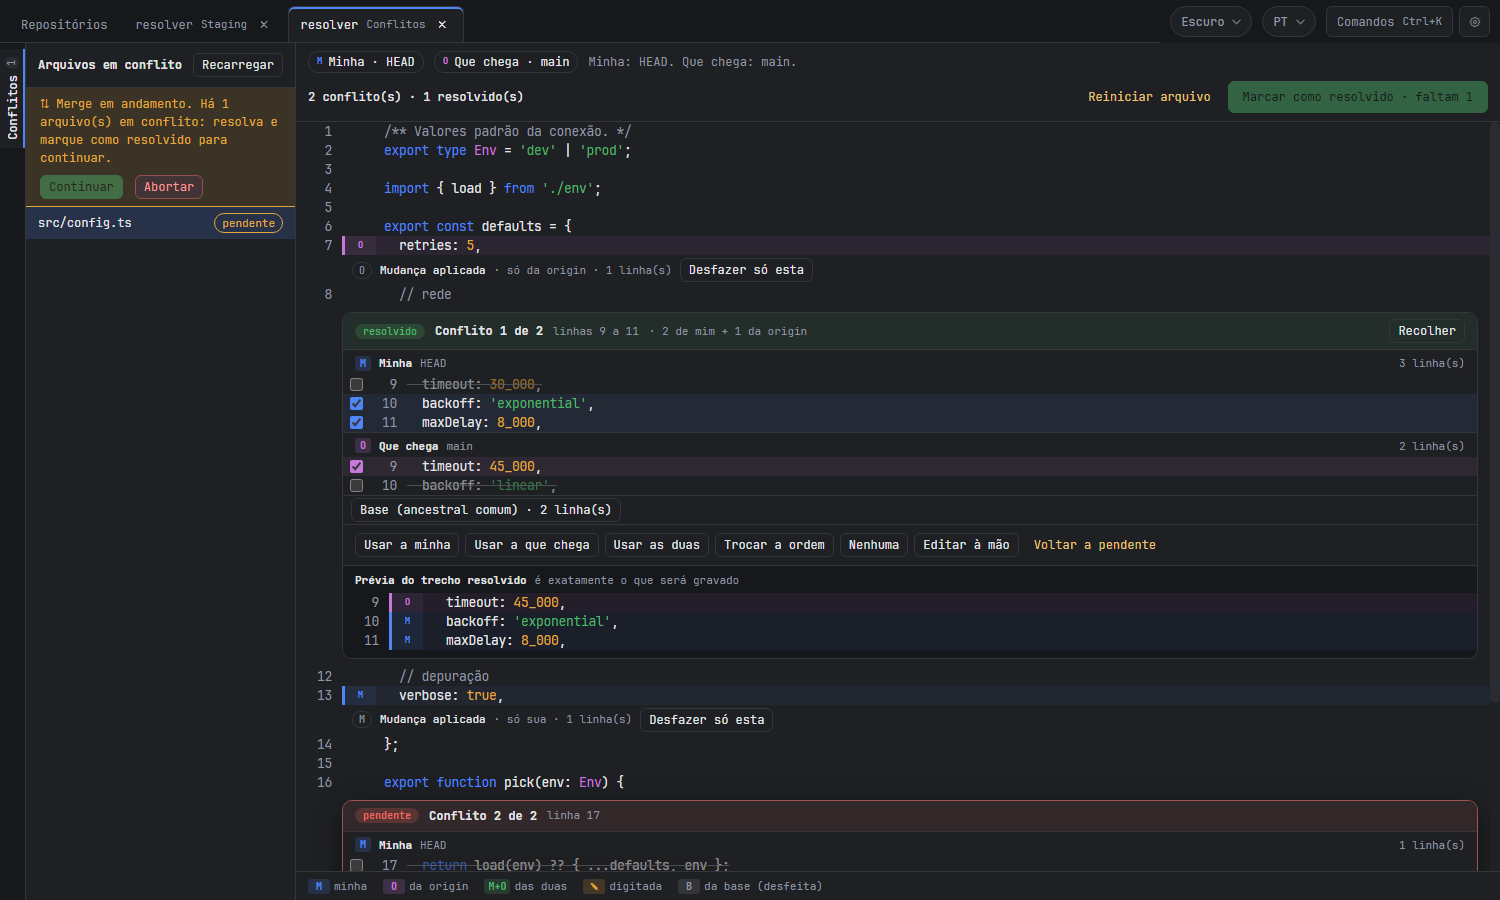 Repositórios
resolver Staging ×
resolver Conflitos ×
Escuro
PT
Comandos Ctrl+K
Conflitos 1
Arquivos em conflito
Recarregar
⇅ Merge em andamento. Há 1
arquivo(s) em conflito: resolva e
marque como resolvido para
continuar.
Continuar
Abortar
src/config.ts
pendente
M Minha · HEAD
O Que chega · main
Minha: HEAD. Que chega: main.
2 conflito(s) · 1 resolvido(s)
Reiniciar arquivo
Marcar como resolvido · faltam 1
1 /** Valores padrão da conexão. */
2 export type Env = 'dev' | 'prod';
3
4 import { load } from './env';
5
6 export const defaults = {
7 O retries: 5,
O Mudança aplicada · só da origin · 1 linha(s) Desfazer só esta
8 // rede
resolvido Conflito 1 de 2 linhas 9 a 11 · 2 de mim + 1 da origin
Recolher
M Minha HEAD
3 linha(s)
9 timeout: 30_000,
10 backoff: 'exponential',
11 maxDelay: 8_000,
O Que chega main
2 linha(s)
9 timeout: 45_000,
10 backoff: 'linear',
Base (ancestral comum) · 2 linha(s)
Usar a minha
Usar a que chega
Usar as duas
Trocar a ordem
Nenhuma
Editar à mão
Voltar a pendente
Prévia do trecho resolvido é exatamente o que será gravado
9 O timeout: 45_000,
10 M backoff: 'exponential',
11 M maxDelay: 8_000,
12 // depuração
13 M verbose: true,
M Mudança aplicada · só sua · 1 linha(s) Desfazer só esta
14 };
15
16 export function pick(env: Env) {
pendente Conflito 2 de 2 linha 17
M Minha HEAD
1 linha(s)
17 return load(env) ?? { ...defaults, env };
M minha
O da origin
M+O das duas
✎ digitada
B da base (desfeita)